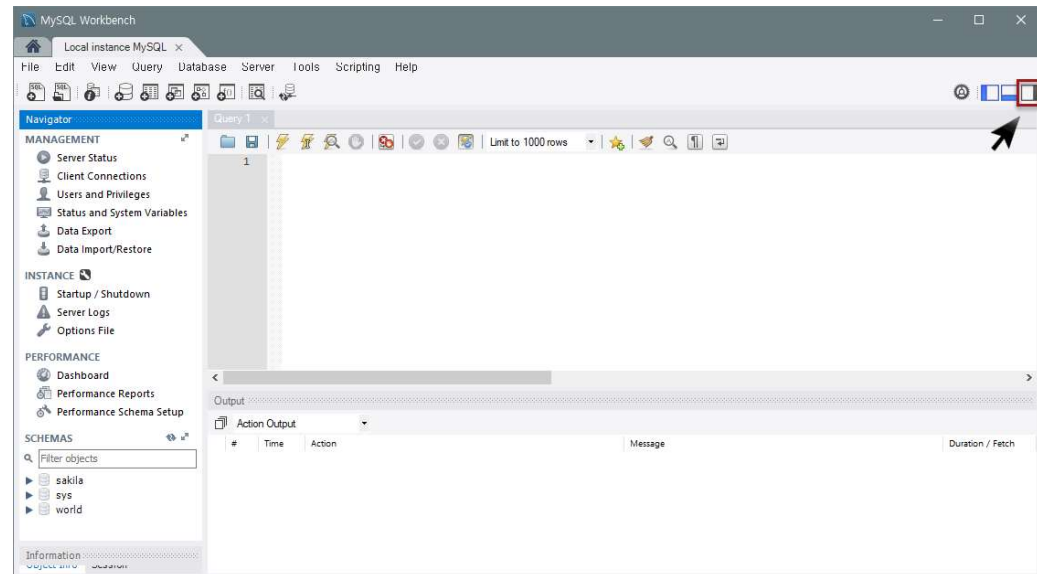 MySQL Workbench
Local instance MySQL ×
File Edit View Query Database Server Tools Scripting Help
Navigator
MANAGEMENT
Server Status
Client Connections
Users and Privileges
Status and System Variables
Data Export
Data Import/Restore
INSTANCE
Startup / Shutdown
Server Logs
Options File
PERFORMANCE
Dashboard
Performance Reports
Performance Schema Setup
SCHEMAS
Filter objects
sakila
sys
world
Information
Object Info Session
Query 1 ×
Limit to 1000 rows
1
Output
Action Output
# Time Action Message Duration / Fetch